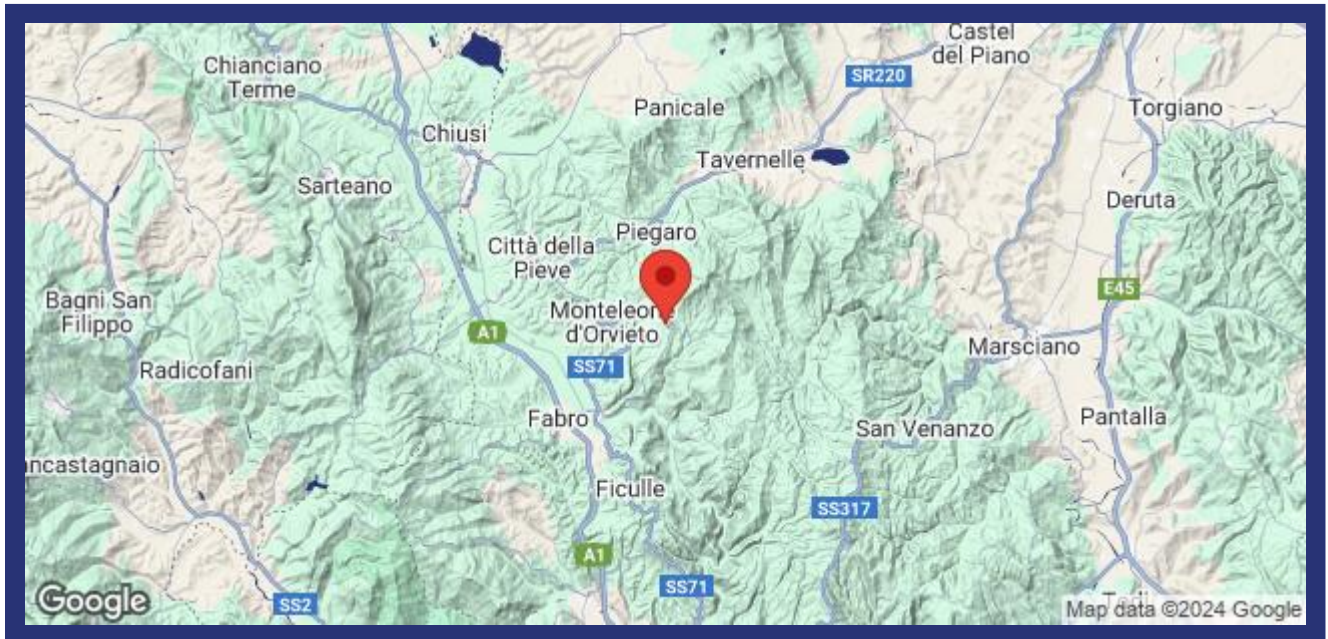 Castel
del Piano
Chianciano
Terme
SR220
Panicale
Torgiano
Chiusi
Tavernelle
Sarteano
Deruta
Piegaro
Città della
Pieve
E45
Bagni San
Filippo
Monteleone
d'Orvieto
A1
Marsciano
SS71
Radicofani
Fabro
Pantalla
San Venanzo
ncastagnaio
Ficulle
SS317
A1
SS71
Google
SS2
Map data ©2024 Google